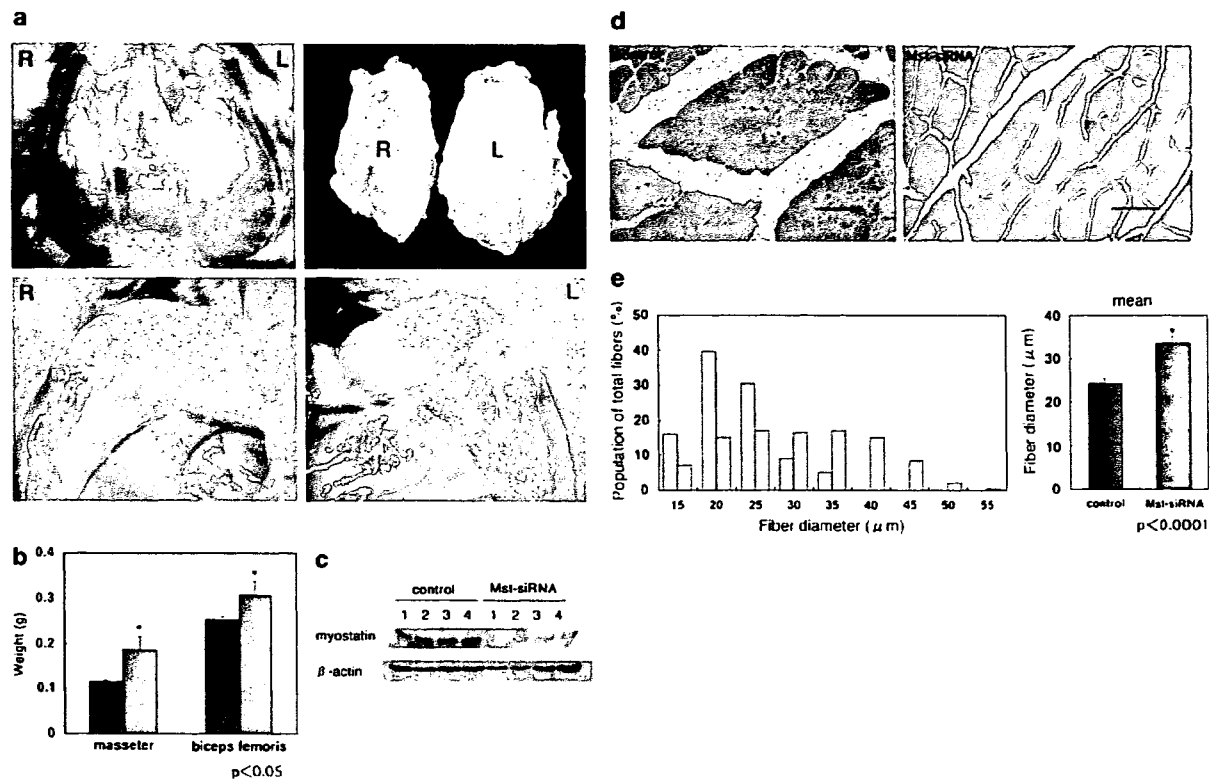 a
R L
R L
R L
b
Weight (g)
0.4
0.3
0.2
0.1
0
* *
masseter biceps femoris
p<0.05
c
control Mst-siRNA
1 2 3 4 1 2 3 4
myostatin
β-actin
d
Mst-siRNA
e
Population of total fibers (%)
50
40
30
20
10
0
15 20 25 30 35 40 45 50 55
Fiber diameter (μm)
mean
Fiber diameter (μm)
40
30
20
10
0
*
control Mst-siRNA
p<0.0001